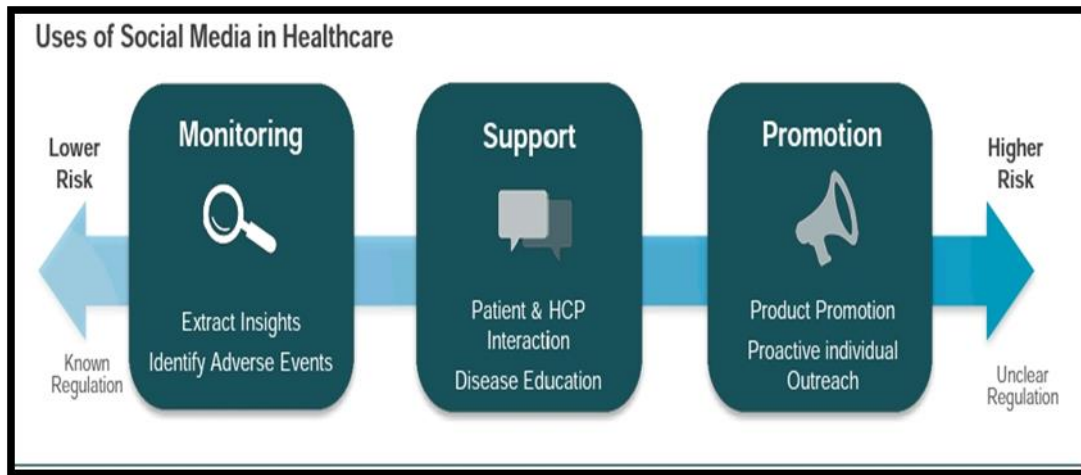 Uses of Social Media in Healthcare
Lower
Risk
Known
Regulation
Monitoring
Extract Insights
Identify Adverse Events
Support
Patient & HCP
Interaction
Disease Education
Promotion
Product Promotion
Proactive individual
Outreach
Higher
Risk
Unclear
Regulation